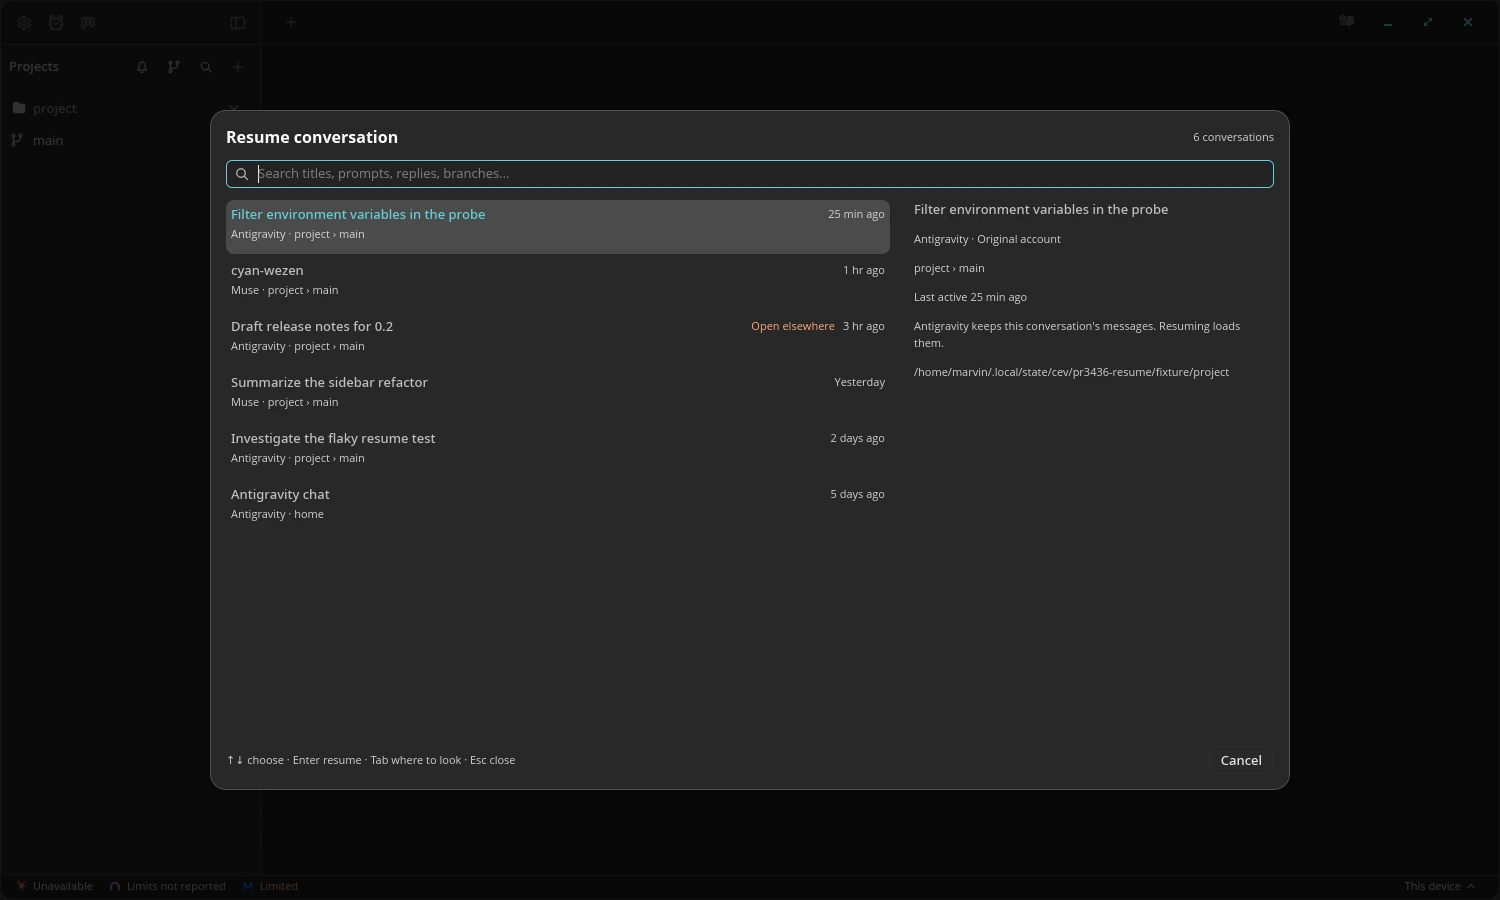 Projects
project
main
Resume conversation
6 conversations
Search titles, prompts, replies, branches...
Filter environment variables in the probe
25 min ago
Antigravity · project › main
cyan-wezen
1 hr ago
Muse · project › main
Draft release notes for 0.2
Open elsewhere 3 hr ago
Antigravity · project › main
Summarize the sidebar refactor
Yesterday
Muse · project › main
Investigate the flaky resume test
2 days ago
Antigravity · project › main
Antigravity chat
5 days ago
Antigravity · home
Filter environment variables in the probe
Antigravity · Original account
project › main
Last active 25 min ago
Antigravity keeps this conversation's messages. Resuming loads
them.
/home/marvin/.local/state/cev/pr3436-resume/fixture/project
↑↓ choose · Enter resume · Tab where to look · Esc close
Cancel
Unavailable
Limits not reported
Limited
This device